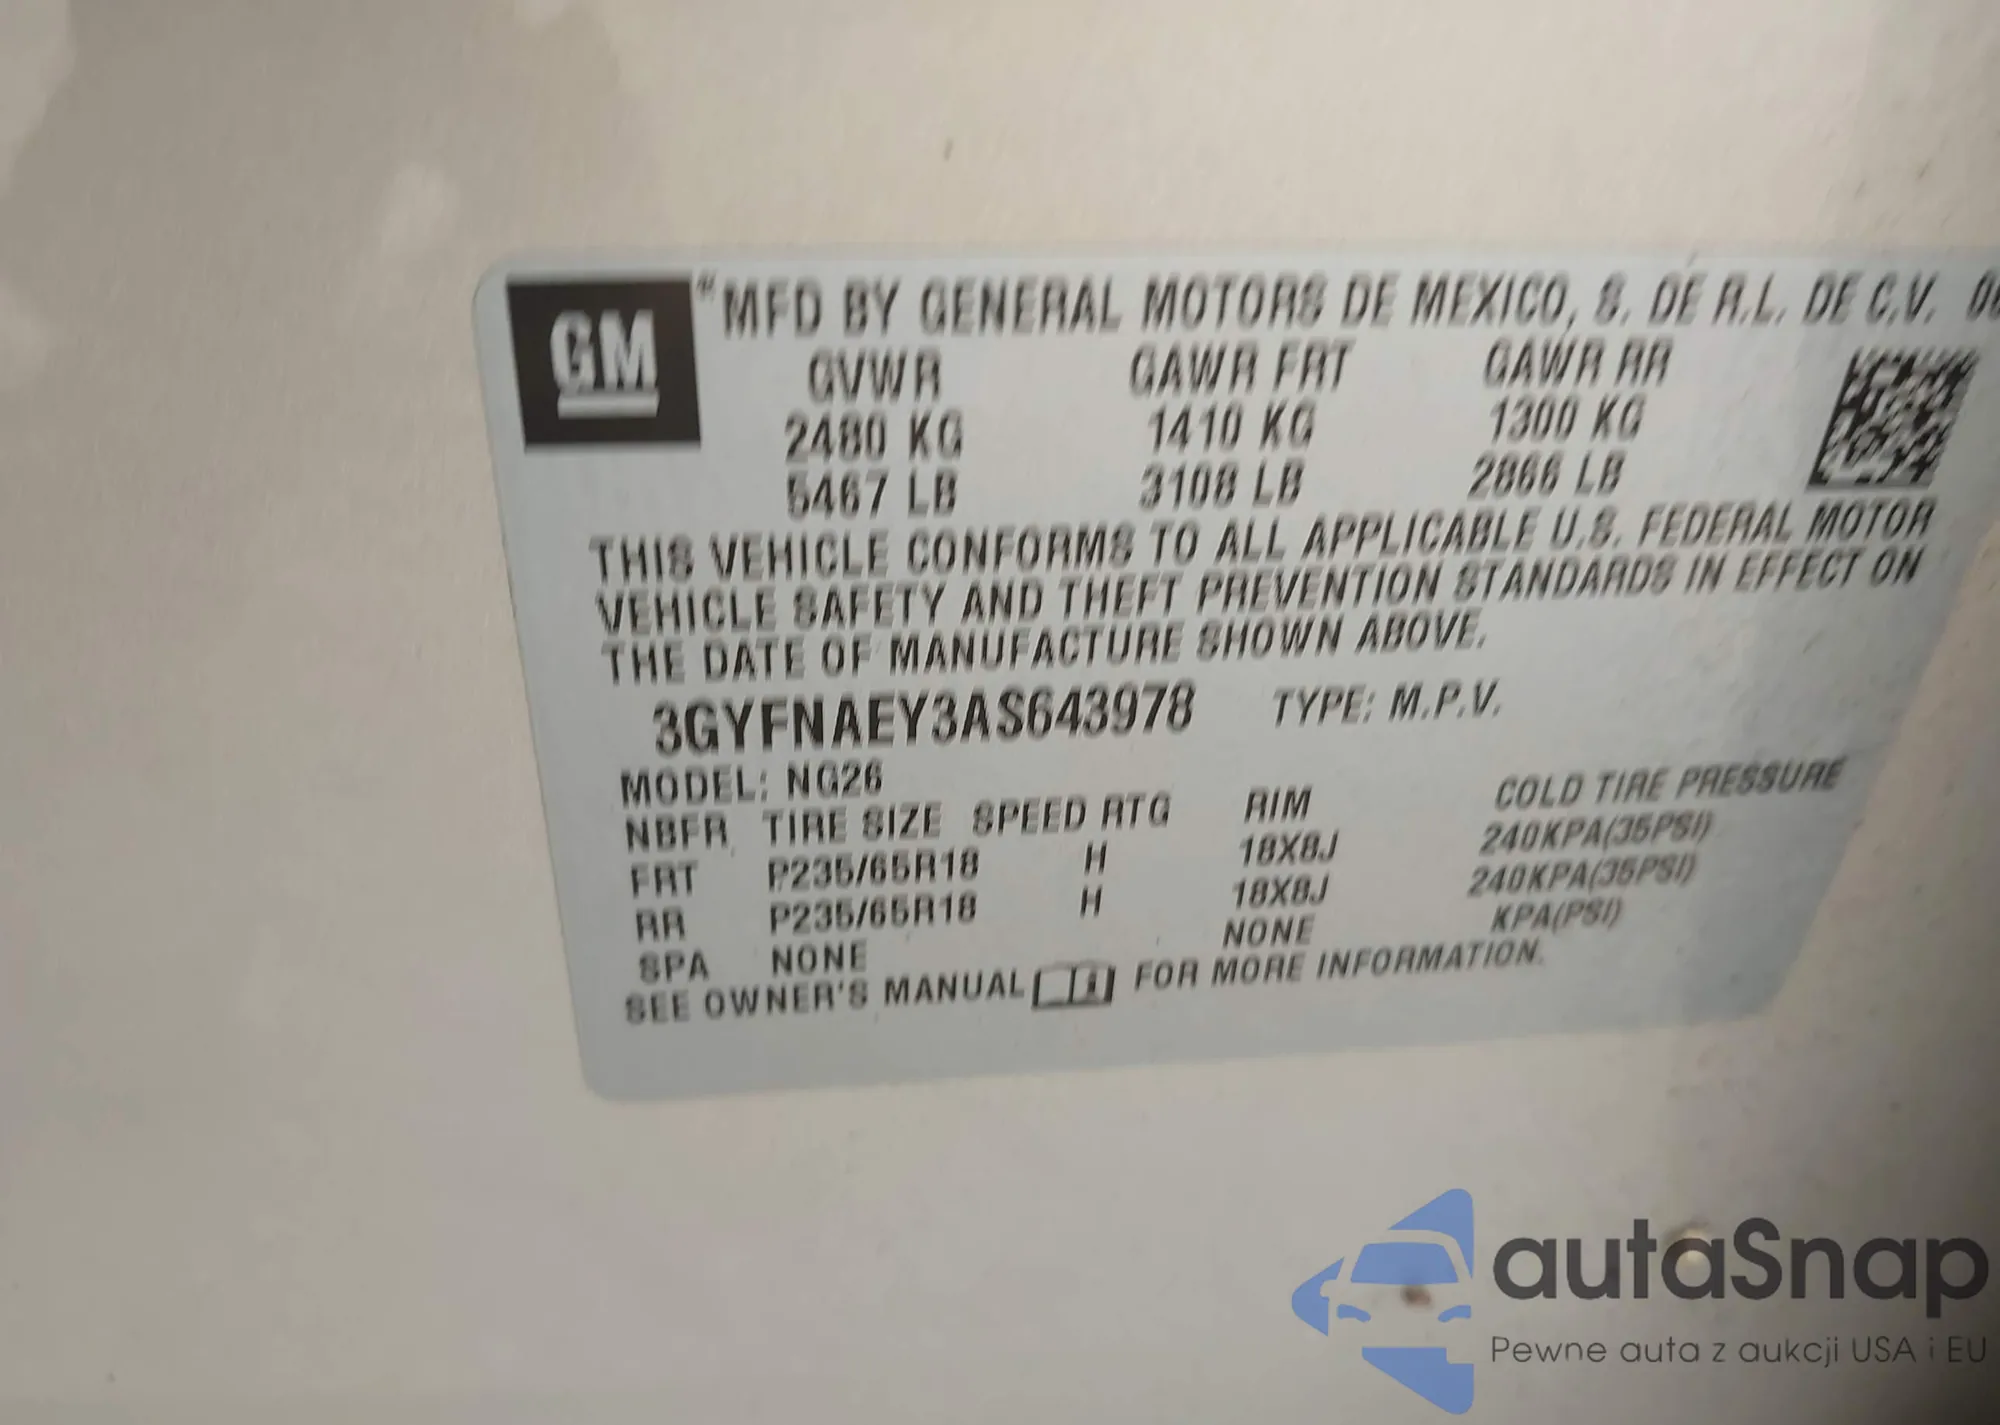 GM
*MFD BY GENERAL MOTORS DE MEXICO, S. DE R.L. DE C.V. 06
GVWR GAWR FRT GAWR RR
2480 KG 1410 KG 1300 KG
5467 LB 3108 LB 2866 LB
THIS VEHICLE CONFORMS TO ALL APPLICABLE U.S. FEDERAL MOTOR
VEHICLE SAFETY AND THEFT PREVENTION STANDARDS IN EFFECT ON
THE DATE OF MANUFACTURE SHOWN ABOVE.
3GYFNAEY3AS643978 TYPE: M.P.V.
MODEL: NG26
NBFR TIRE SIZE SPEED RTG RIM COLD TIRE PRESSURE
FRT P235/65R18 H 18X8J 240KPA(35PSI)
RR P235/65R18 H 18X8J 240KPA(35PSI)
SPA NONE NONE KPA(PSI)
SEE OWNER'S MANUAL FOR MORE INFORMATION.
autaSnap
Pewne auta z aukcji USA i EU